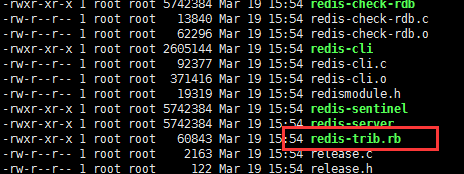 -rwxr-xr-x 1 root root 5742384 Mar 19 15:54 redis-check-rdb
-rw-r--r-- 1 root root 13840 Mar 19 15:54 redis-check-rdb.c
-rw-r--r-- 1 root root 62296 Mar 19 15:54 redis-check-rdb.o
-rwxr-xr-x 1 root root 2605144 Mar 19 15:54 redis-cli
-rw-r--r-- 1 root root 92377 Mar 19 15:54 redis-cli.c
-rw-r--r-- 1 root root 371416 Mar 19 15:54 redis-cli.o
-rw-r--r-- 1 root root 19319 Mar 19 15:54 redismodule.h
-rwxr-xr-x 1 root root 5742384 Mar 19 15:54 redis-sentinel
-rwxr-xr-x 1 root root 5742384 Mar 19 15:54 redis-server
-rwxr-xr-x 1 root root 60843 Mar 19 15:54 redis-trib.rb
-rw-r--r-- 1 root root 2163 Mar 19 15:54 release.c
-rw-r--r-- 1 root root 122 Mar 19 15:54 release.h